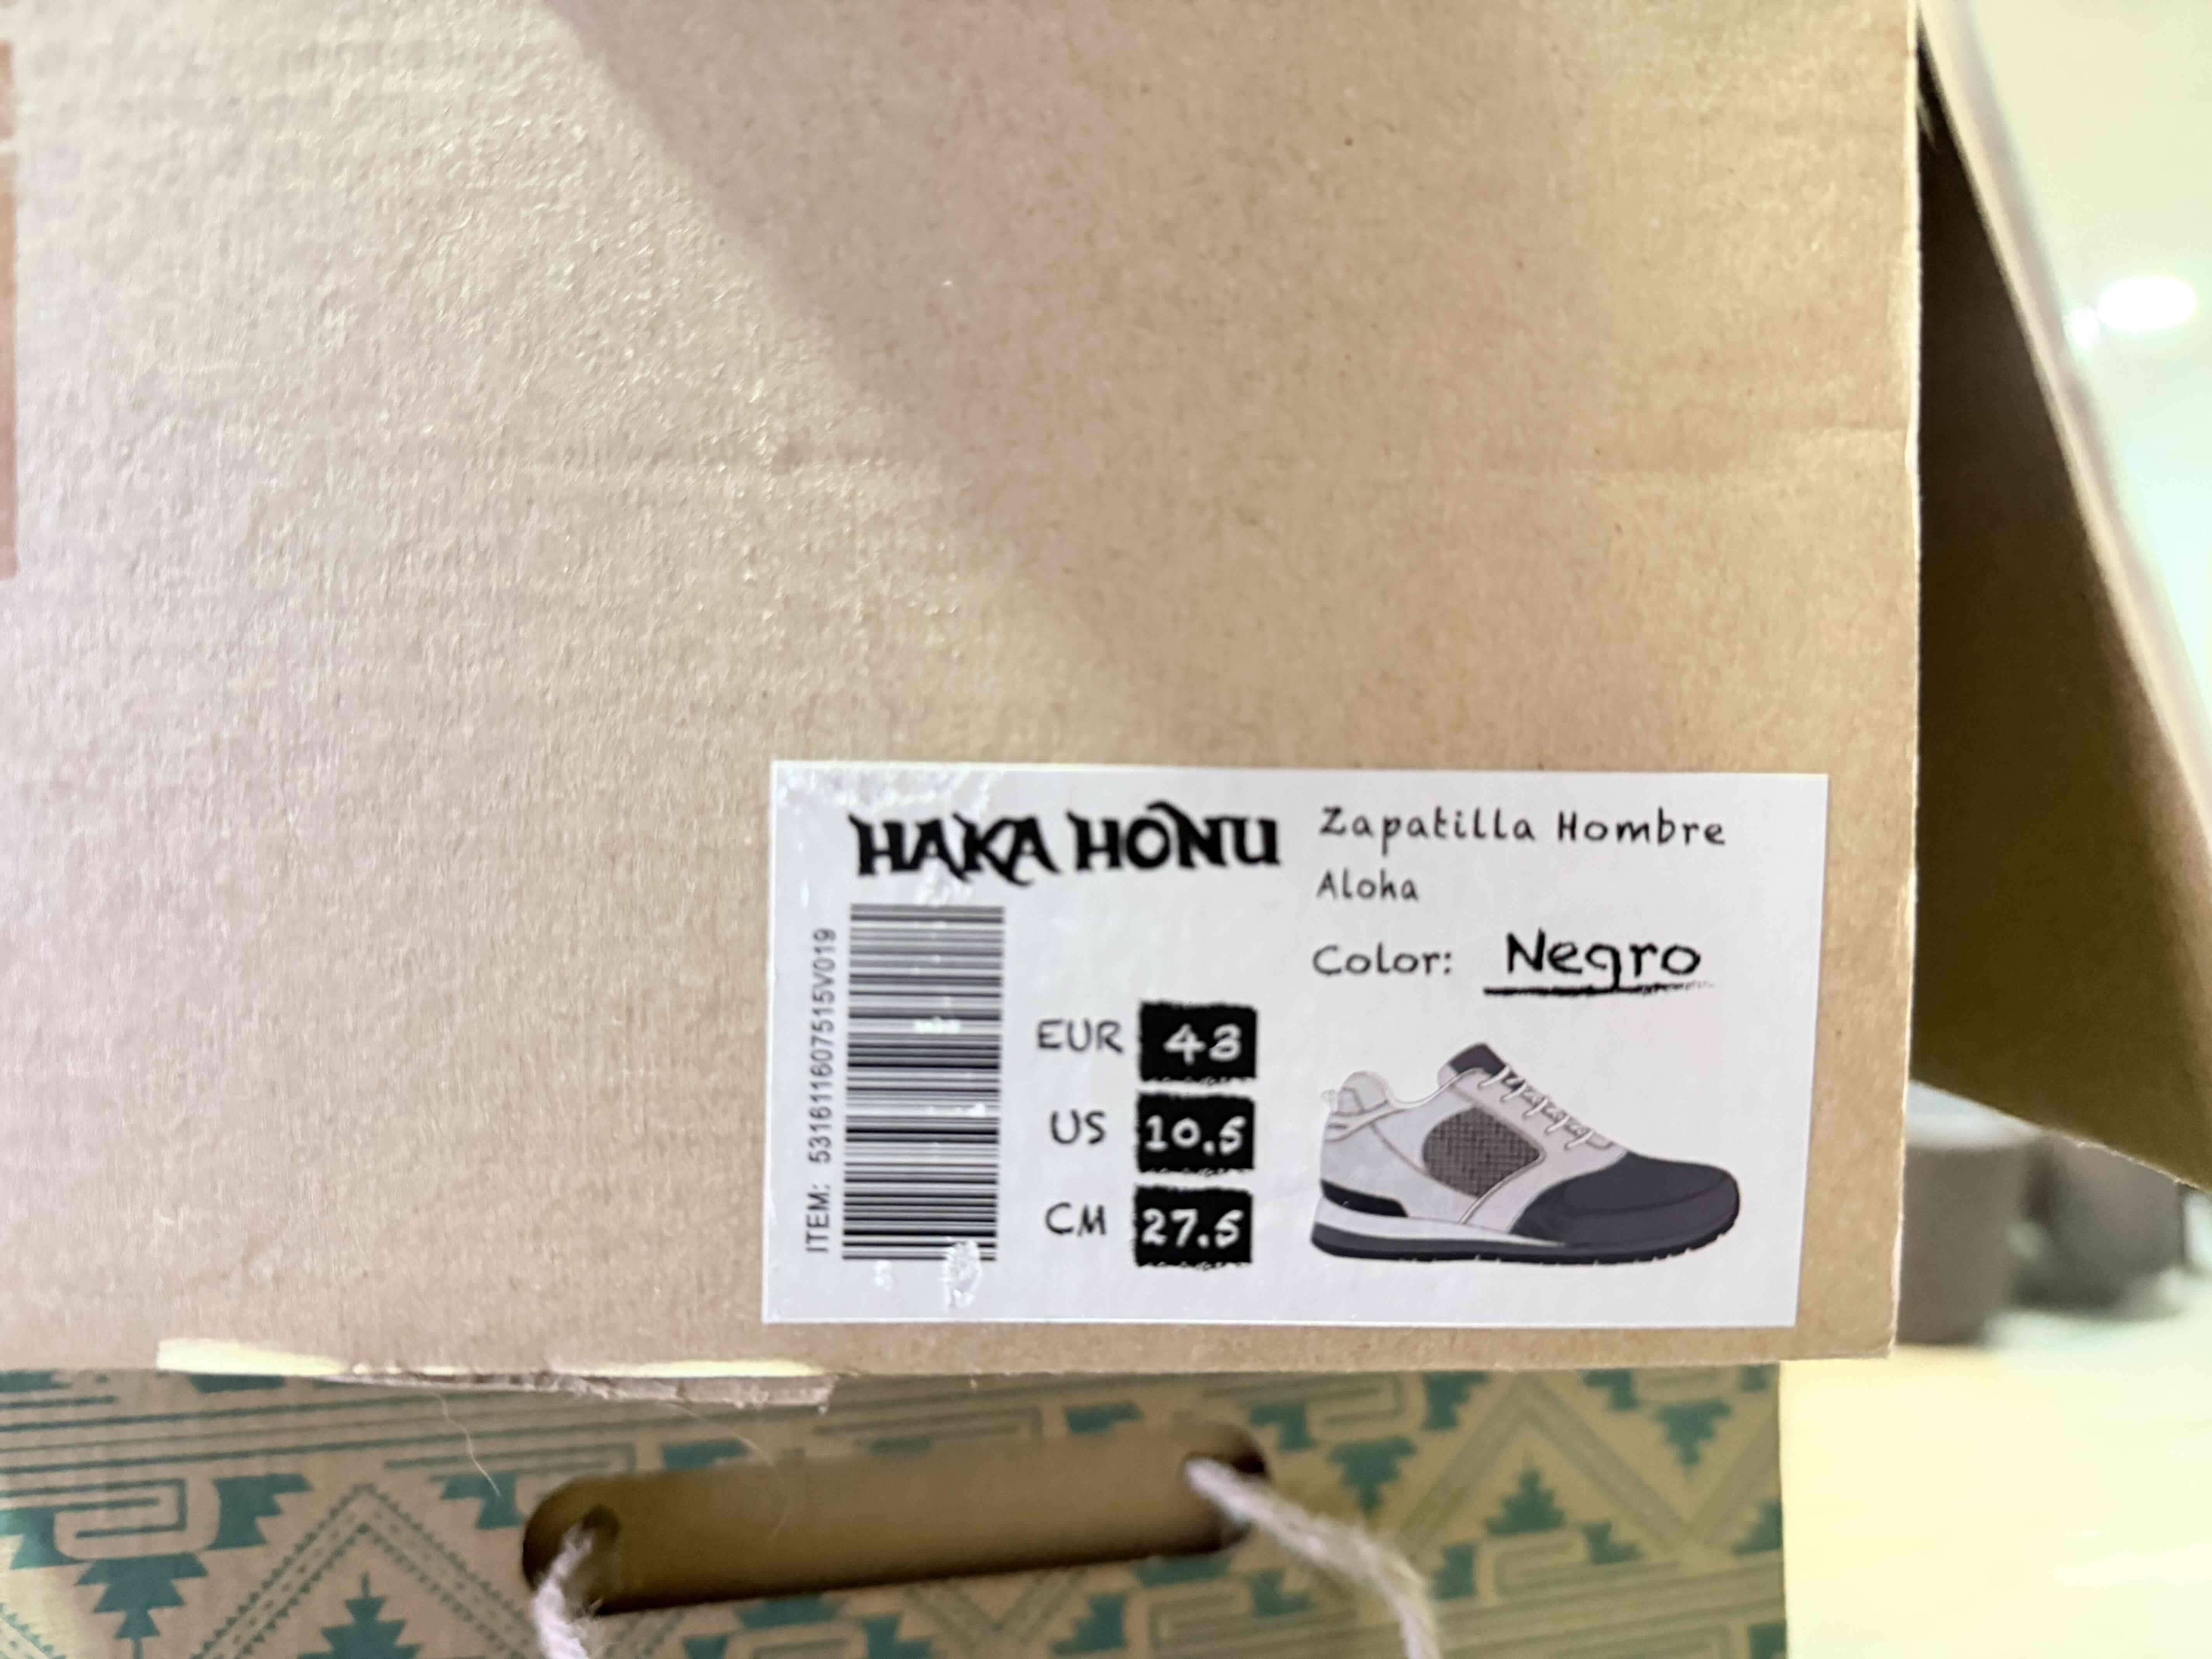 HAKA HONU
Zapatilla Hombre
Aloha
Color: Negro
EUR 43
US 10.5
CM 27.5
ITEM: 5316116075​15V019